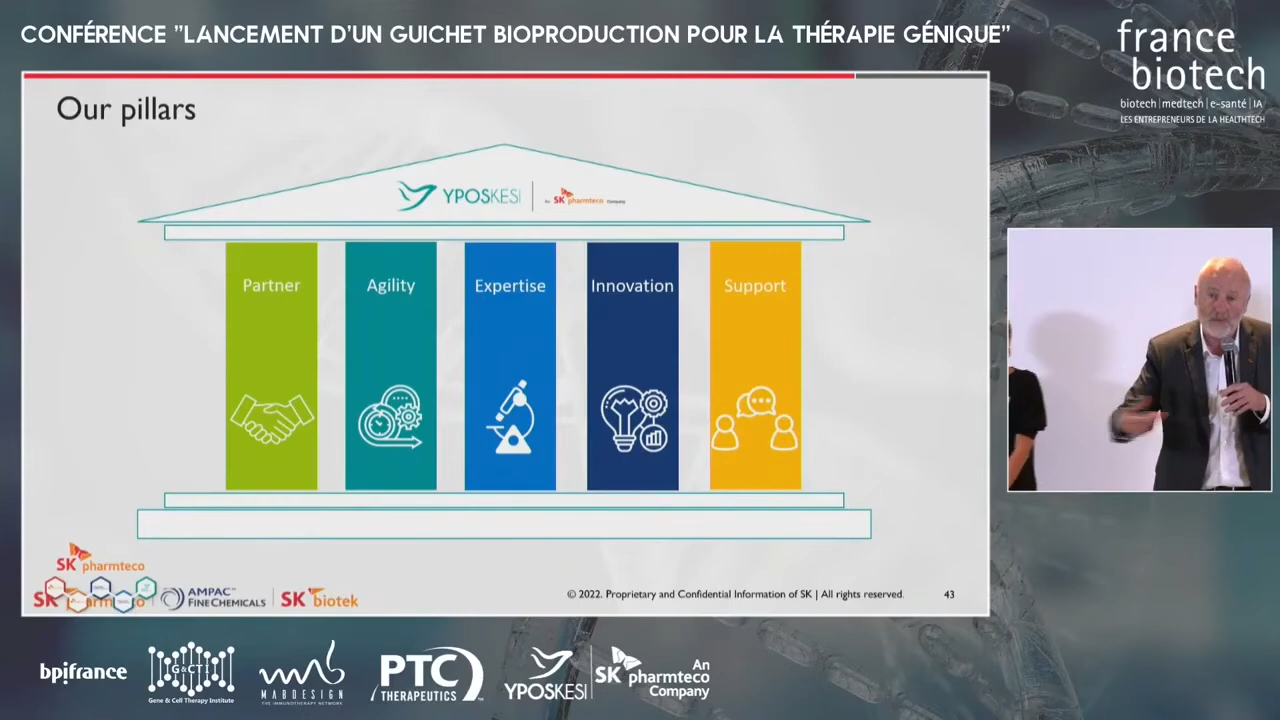 CONFÉRENCE "LANCEMENT D'UN GUICHET BIOPRODUCTION POUR LA THÉRAPIE GÉNIQUE"
france
biotech
biotech|medtech|e-santé|IA
LES ENTREPRENEURS DE LA HEALTHTECH
Our pillars
YPOSKESI
An SK pharmteco Company
Partner
Agility
Expertise
Innovation
Support
SK pharmteco
AMPAC
FINE CHEMICALS
SK biotek
© 2022. Proprietary and Confidential Information of SK | All rights reserved.
43
bpifrance
G&CTI
Gene & Cell Therapy Institute
MABDESIGN
THE IMMUNOTHERAPY NETWORK
PTC
THERAPEUTICS
YPOSKESI
An
SK pharmteco
Company